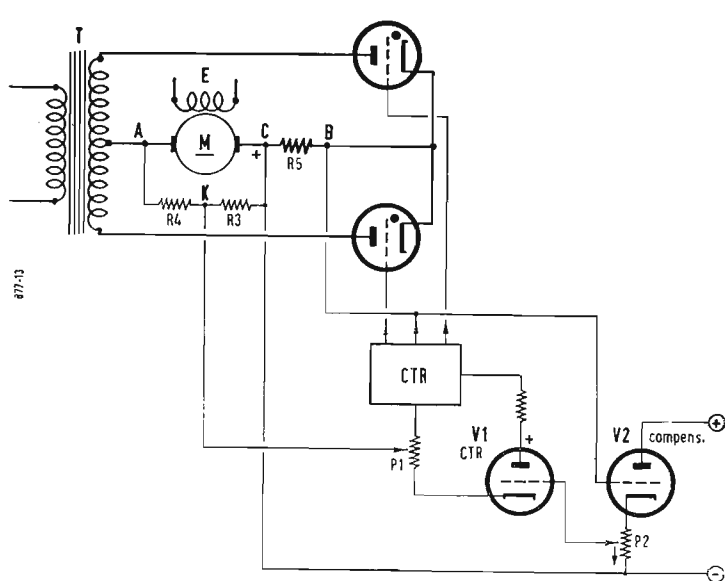 T
E
A
M
C
B
+
R5
K
R4
R3
877-13
CTR
P1
V1
CTR
+
V2
compens.
+
P2
−